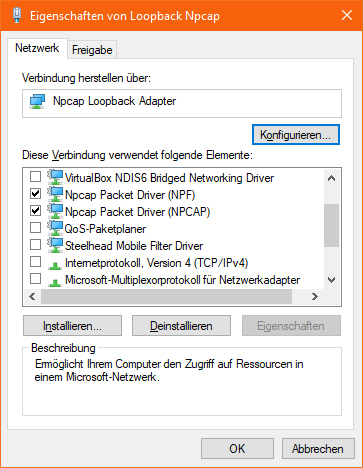 Eigenschaften von Loopback Npcap
Netzwerk
Freigabe
Verbindung herstellen über:
Npcap Loopback Adapter
Konfigurieren...
Diese Verbindung verwendet folgende Elemente:
VirtualBox NDIS6 Bridged Networking Driver
Npcap Packet Driver (NPF)
Npcap Packet Driver (NPCAP)
QoS-Paketplaner
Steelhead Mobile Filter Driver
Internetprotokoll, Version 4 (TCP/IPv4)
Microsoft-Multiplexorprotokoll für Netzwerkadapter
Installieren...
Deinstallieren
Eigenschaften
Beschreibung
Ermöglicht Ihrem Computer den Zugriff auf Ressourcen in
einem Microsoft-Netzwerk.
OK
Abbrechen